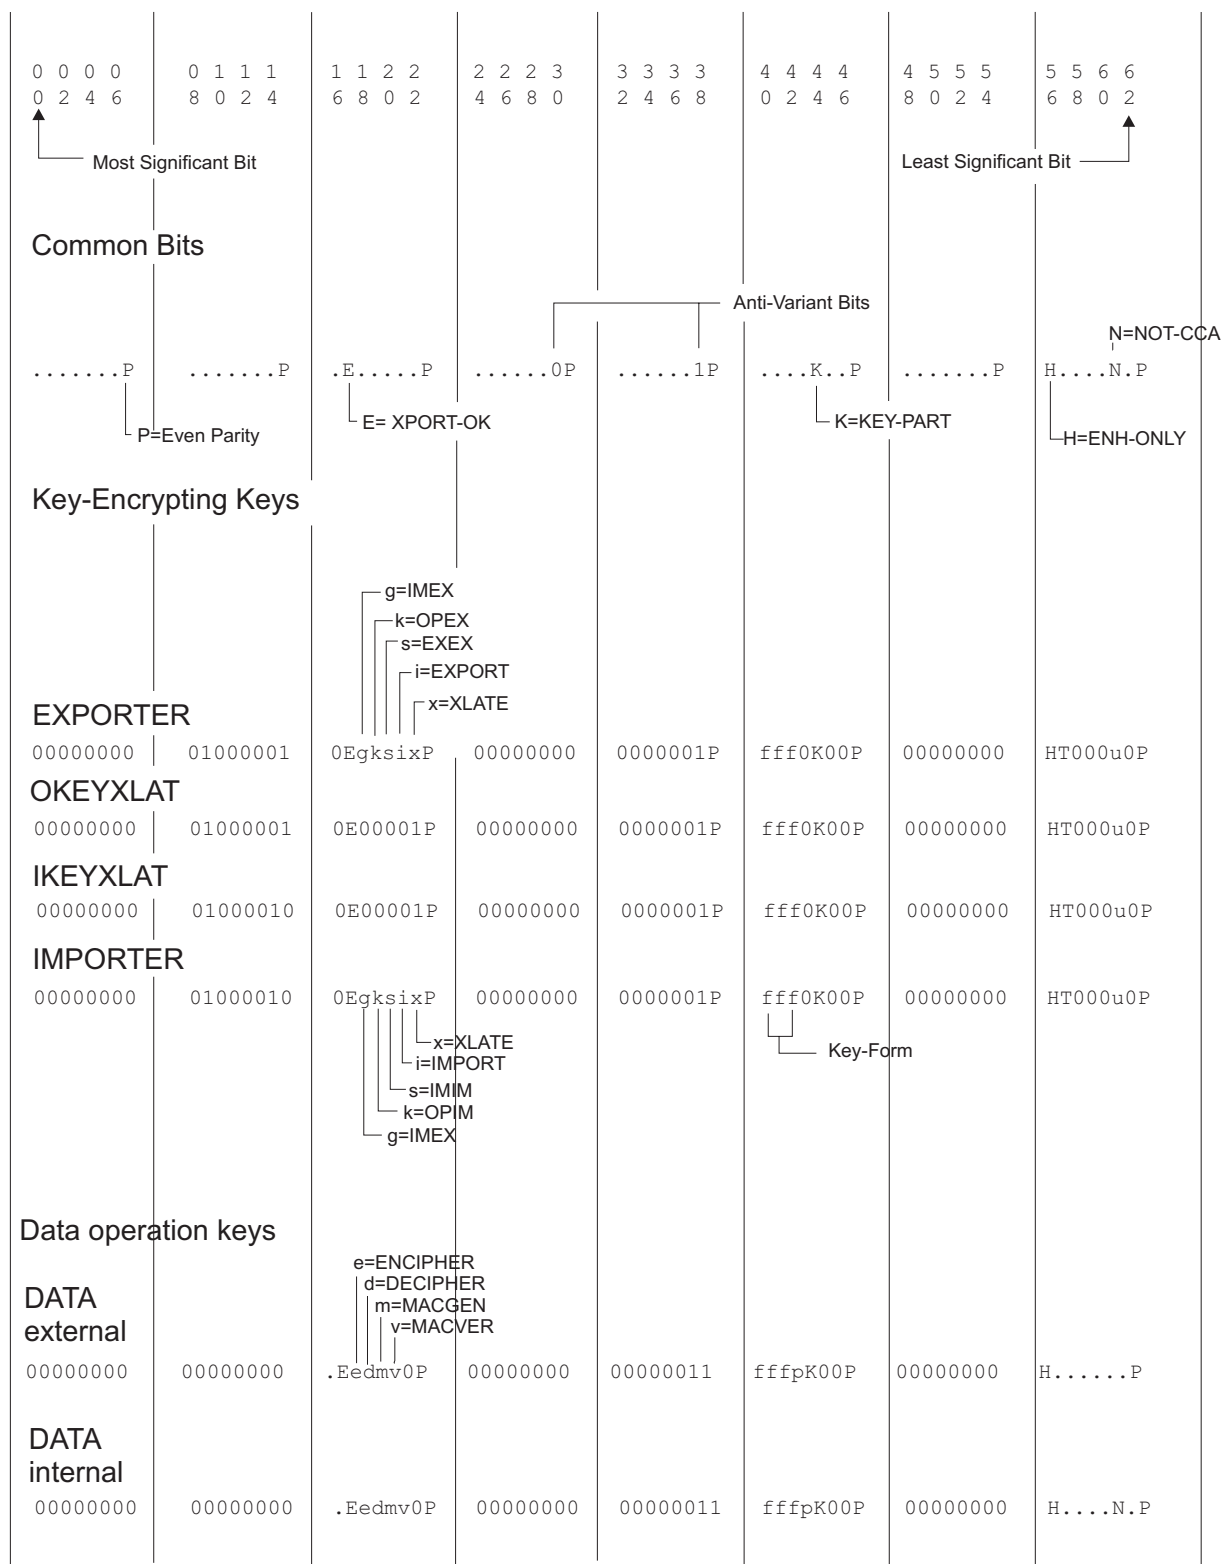 0 0 0 0 0 1 1 1 1 1 2 2 2 2 2 3 3 3 3 3 4 4 4 4 4 5 5 5 5 5 6 6
0 2 4 6 8 0 2 4 6 8 0 2 4 6 8 0 2 4 6 8 0 2 4 6 8 0 2 4 6 8 0 2
Most Significant Bit Least Significant Bit
Common Bits
Anti-Variant Bits
N=NOT-CCA
.......P .......P .E.....P ......0P ......1P ....K..P .......P H....N.P
P=Even Parity E= XPORT-OK K=KEY-PART H=ENH-ONLY
Key-Encrypting Keys
g=IMEX
k=OPEX
s=EXEX
i=EXPORT
x=XLATE
EXPORTER
00000000 01000001 0EgksixP 00000000 0000001P fff0K00P 00000000 HT000u0P
OKEYXLAT
00000000 01000001 0E00001P 00000000 0000001P fff0K00P 00000000 HT000u0P
IKEYXLAT
00000000 01000010 0E00001P 00000000 0000001P fff0K00P 00000000 HT000u0P
IMPORTER
00000000 01000010 0EgksixP 00000000 0000001P fff0K00P 00000000 HT000u0P
x=XLATE Key-Form
i=IMPORT
s=IMIM
k=OPIM
g=IMEX
Data operation keys
e=ENCIPHER
d=DECIPHER
m=MACGEN
v=MACVER
DATA
external
00000000 00000000 .Eedmv0P 00000000 00000011 fffpK00P 00000000 H......P
DATA
internal
00000000 00000000 .Eedmv0P 00000000 00000011 fffpK00P 00000000 H....N.P